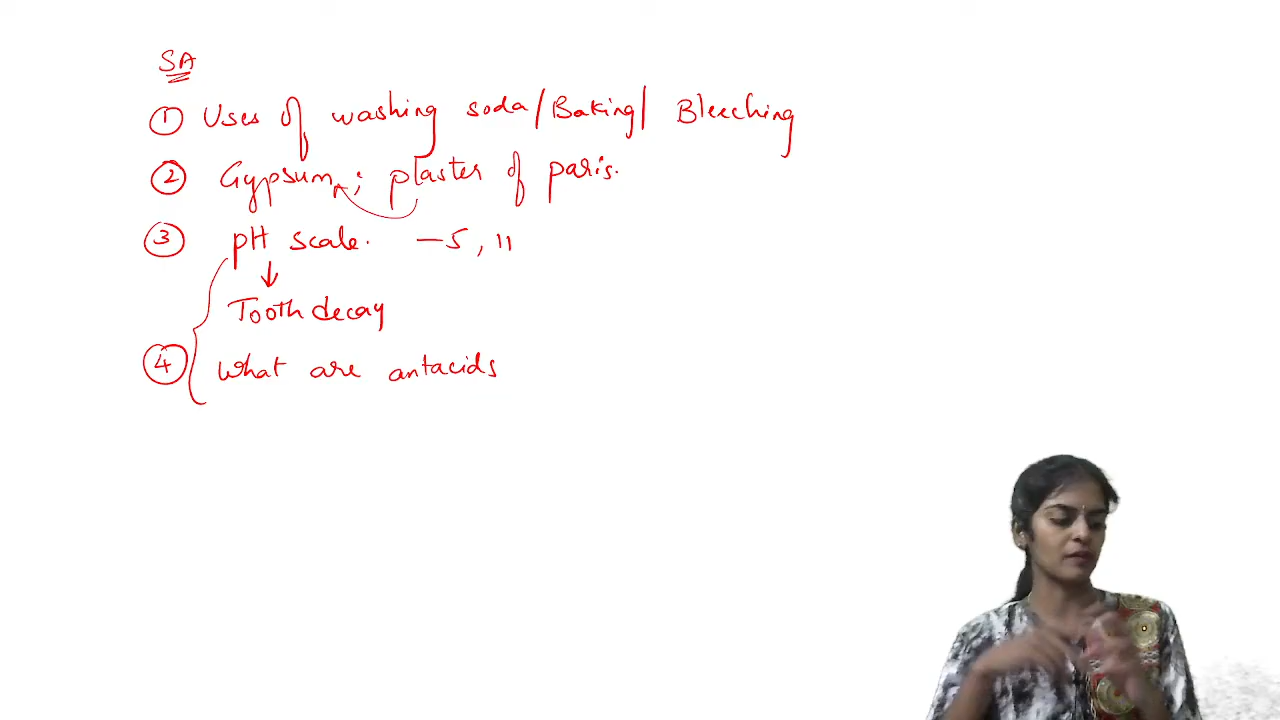 SA
① Uses of washing soda/Baking/ Bleeching
② Gypsum ; plaster of paris.
③ pH scale. – 5, 11
↓
Tooth decay
④ What are antacids